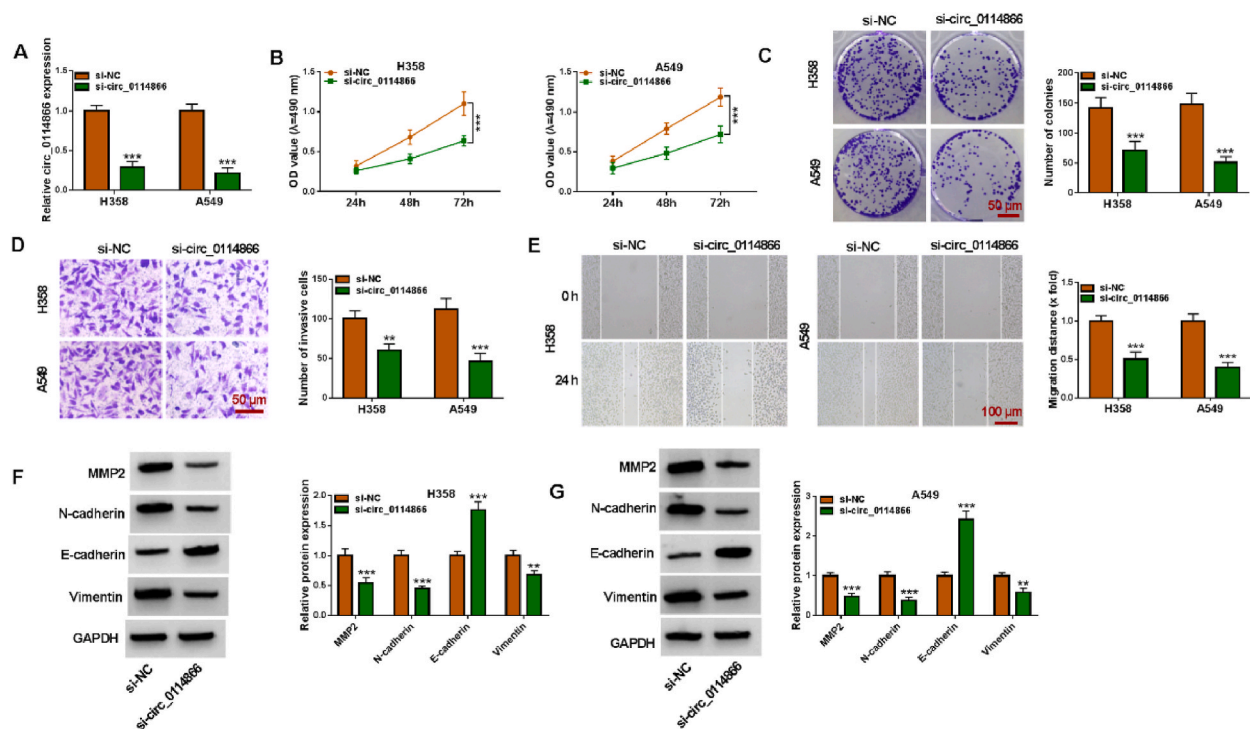 A
Relative circ_0114866 expression
1.5
1.0
0.5
0.0
si-NC
si-circ_0114866
***
***
H358
A549
B
H358
OD value (λ=490 nm)
1.5
1.0
0.5
0.0
si-NC
si-circ_0114866
***
24h
48h
72h
A549
OD value (λ=490 nm)
1.5
1.0
0.5
0.0
si-NC
si-circ_0114866
***
24h
48h
72h
C
si-NC
si-circ_0114866
H358
A549
50 μm
Number of colonies
200
150
100
50
0
si-NC
si-circ_0114866
***
***
H358
A549
D
si-NC
si-circ_0114866
H358
A549
50 μm
Number of invasive cells
150
100
50
0
si-NC
si-circ_0114866
**
***
H358
A549
E
si-NC
si-circ_0114866
0 h
H358
24 h
si-NC
si-circ_0114866
A549
100 μm
Migration distance (x fold)
1.5
1.0
0.5
0.0
si-NC
si-circ_0114866
***
***
H358
A549
F
MMP2
N-cadherin
E-cadherin
Vimentin
GAPDH
si-NC
si-circ_0114866
H358
Relative protein expression
2.0
1.5
1.0
0.5
0.0
si-NC
si-circ_0114866
***
***
***
**
MMP2
N-cadherin
E-cadherin
Vimentin
G
MMP2
N-cadherin
E-cadherin
Vimentin
GAPDH
si-NC
si-circ_0114866
A549
Relative protein expression
3
2
1
0
si-NC
si-circ_0114866
***
***
***
**
MMP2
N-cadherin
E-cadherin
Vimentin